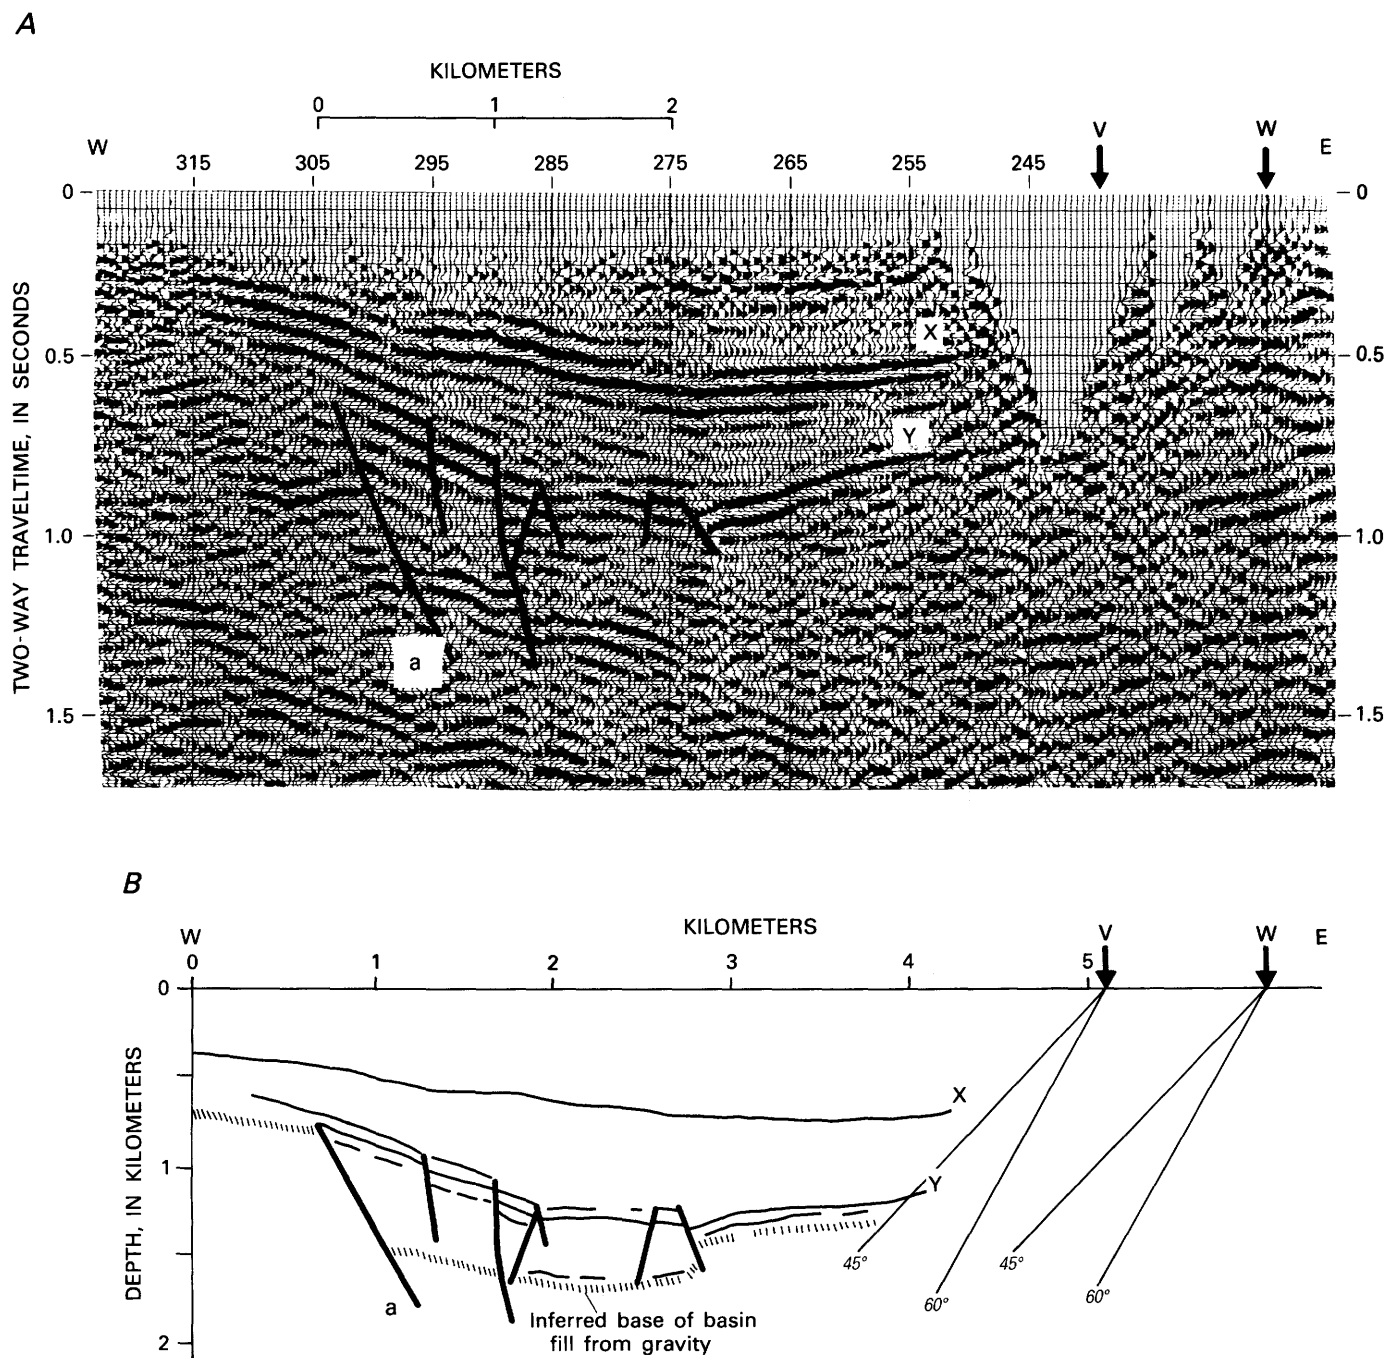 A
KILOMETERS
0 1 2
W 315 305 295 285 275 265 255 245 V W E
0 0
X
0.5 0.5
Y
1.0 1.0
a
1.5 1.5
TWO-WAY TRAVELTIME, IN SECONDS
B
KILOMETERS
W V W E
0 1 2 3 4 5
0
X
1
Y
45° 45°
60° 60°
a
Inferred base of basin
fill from gravity
2
DEPTH, IN KILOMETERS